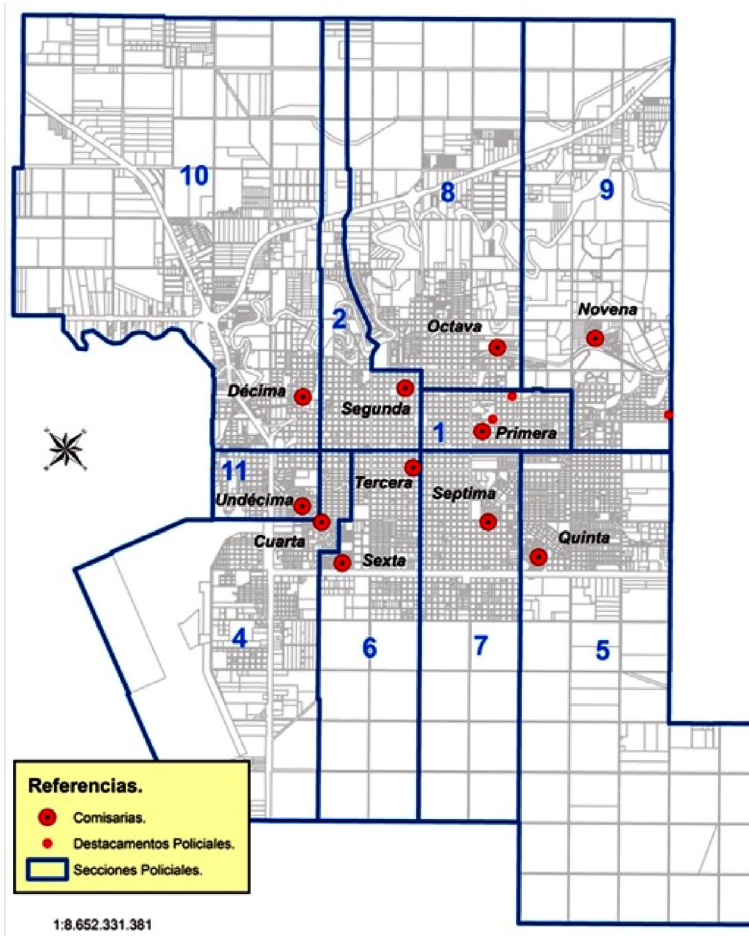 10
8
9
2
Novena
Octava
Décima
Segunda
1
Primera
11
Tercera
Septima
Undécima
Cuarta
Sexta
Quinta
4
6
7
5
Referencias.
Comisarias.
Destacamentos Policiales.
Secciones Policiales.
1:8.652.331.381